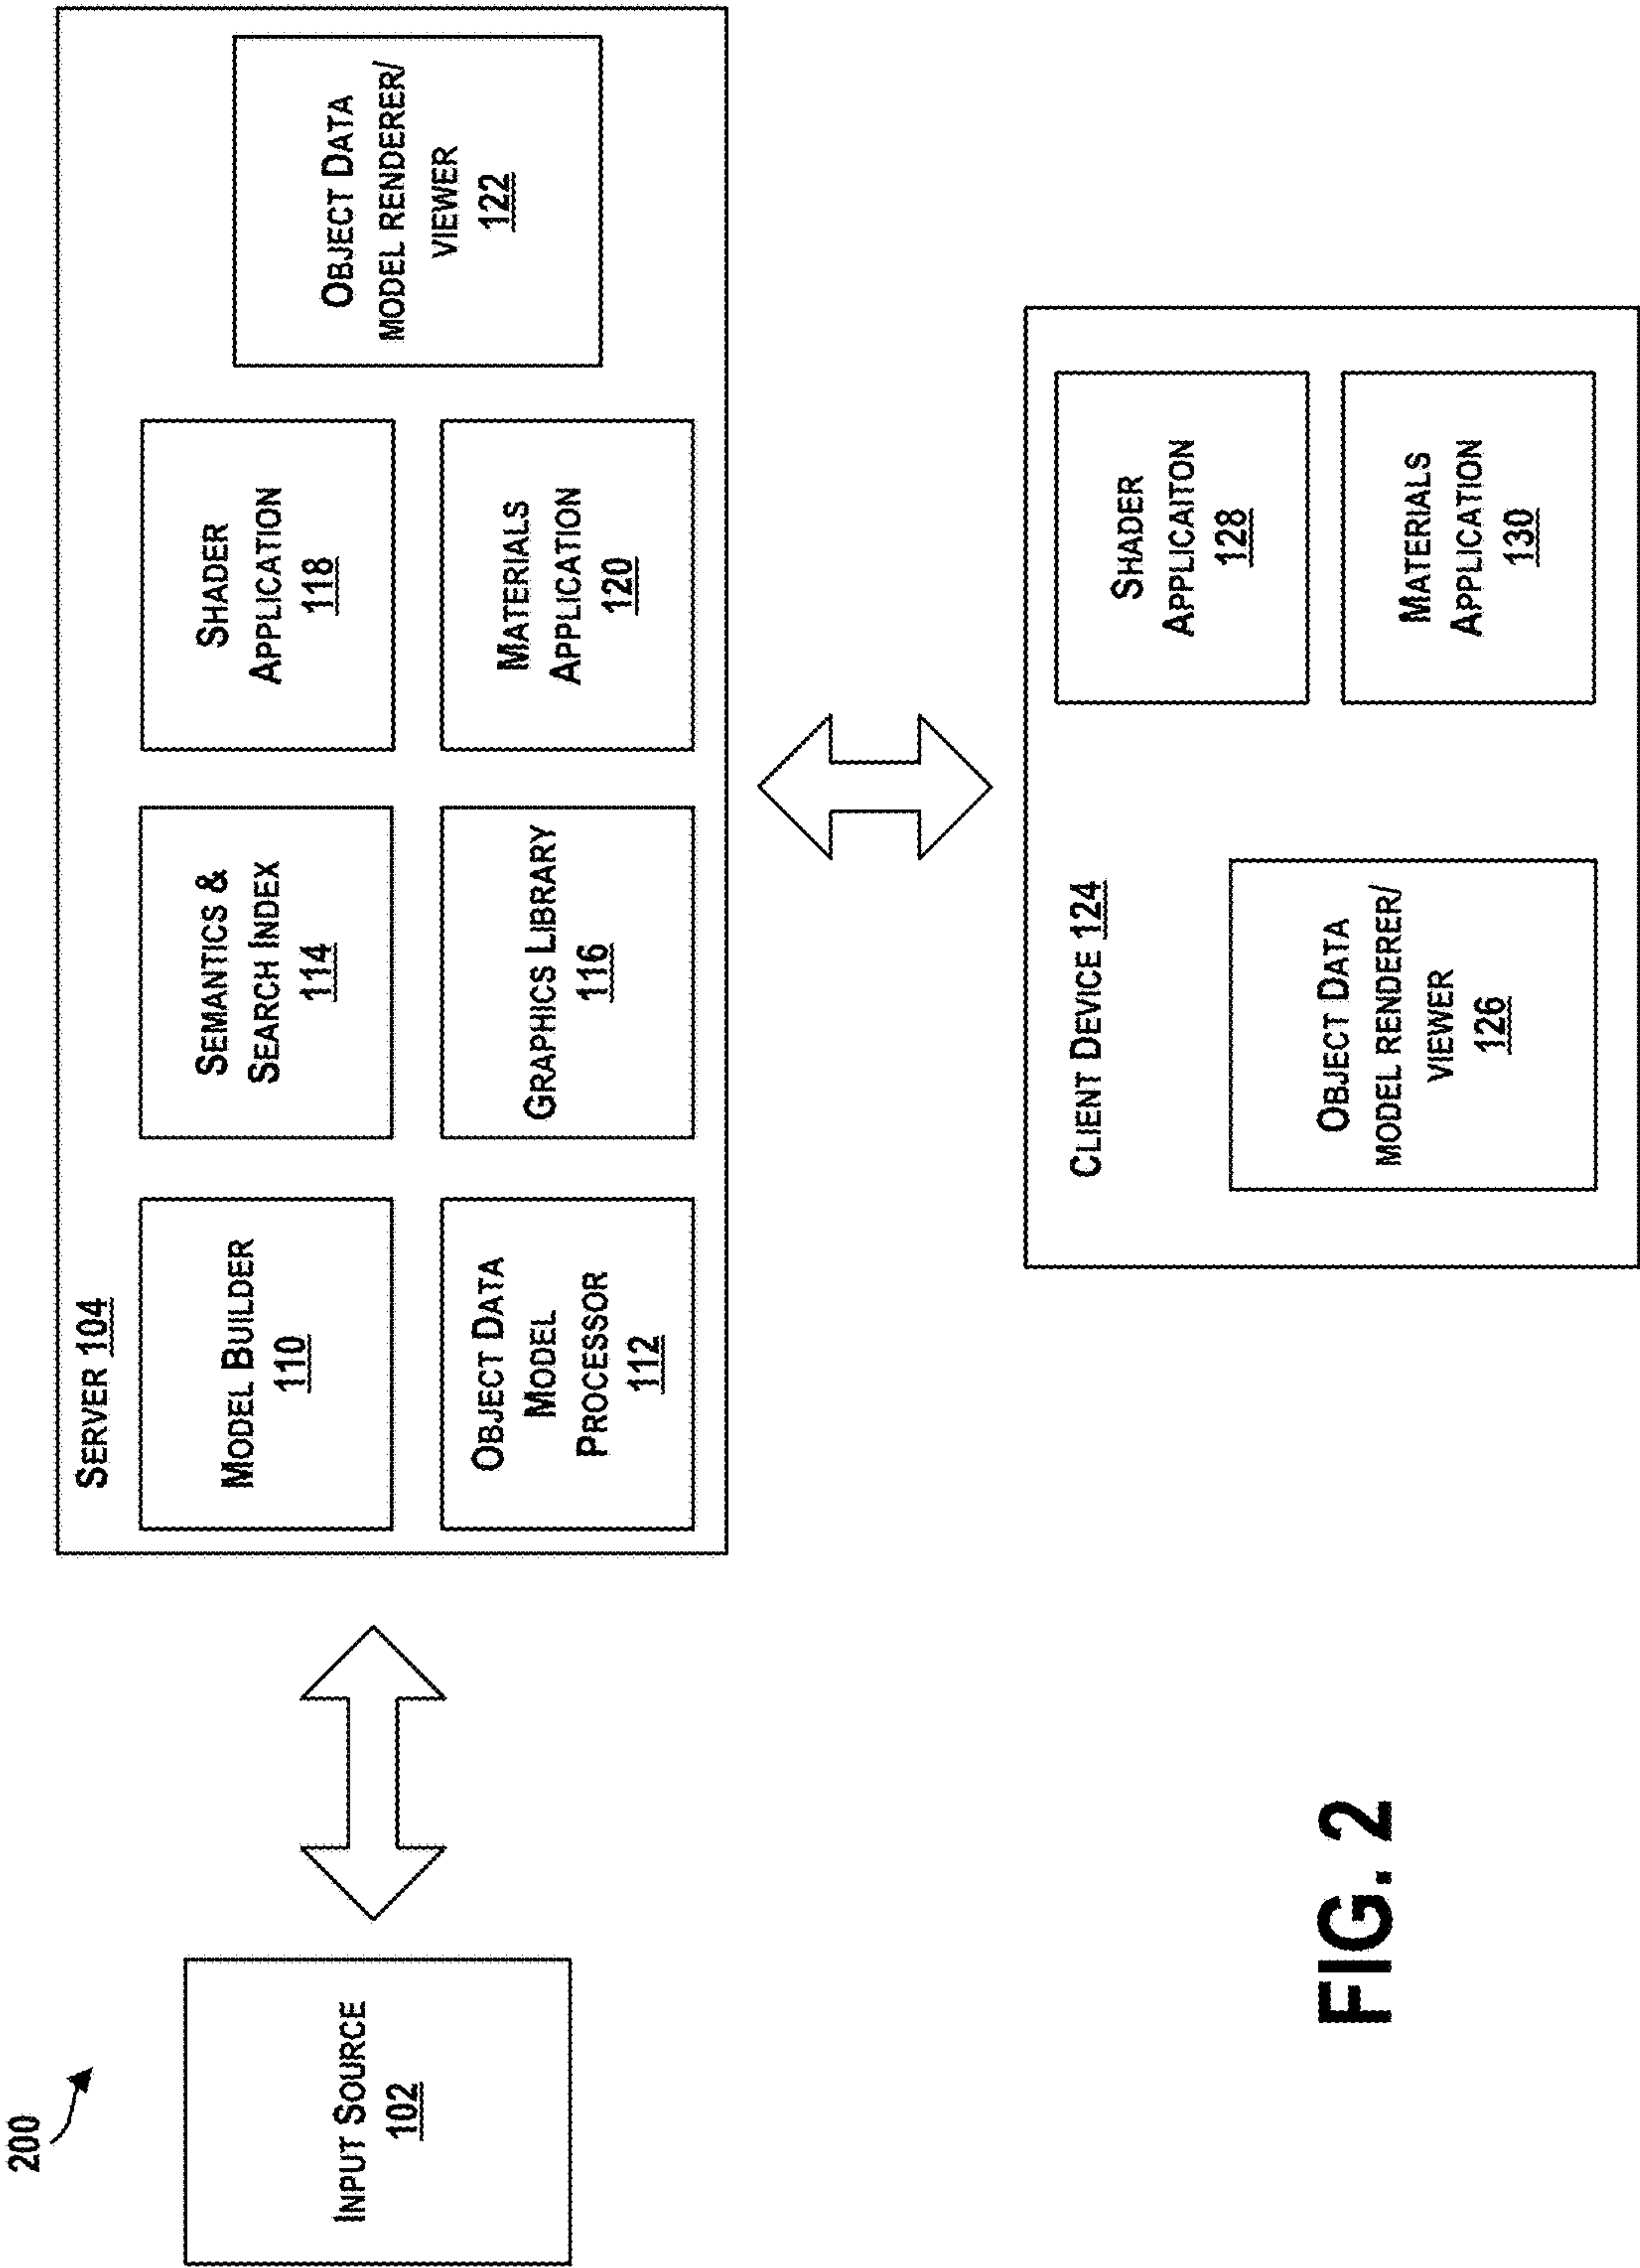 200
INPUT SOURCE
102
SERVER 104
MODEL BUILDER
110
OBJECT DATA
MODEL
PROCESSOR
112
SEMANTICS &
SEARCH INDEX
114
GRAPHICS LIBRARY
116
SHADER
APPLICATION
118
MATERIALS
APPLICATION
120
OBJECT DATA
MODEL RENDERER/
VIEWER
122
CLIENT DEVICE 124
OBJECT DATA
MODEL RENDERER/
VIEWER
126
SHADER
APPLICAITON
128
MATERIALS
APPLICATION
130
FIG. 2